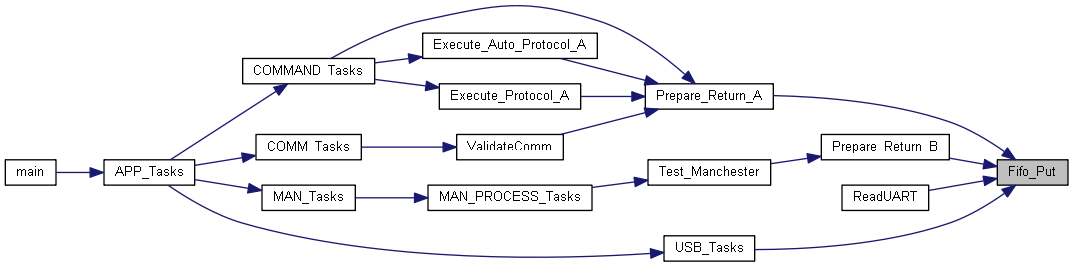 Execute_Auto_Protocol_A
COMMAND_Tasks
Execute_Protocol_A
Prepare_Return_A
COMM_Tasks
ValidateComm
Prepare_Return_B
main
APP_Tasks
Test_Manchester
Fifo_Put
MAN_Tasks
MAN_PROCESS_Tasks
ReadUART
USB_Tasks